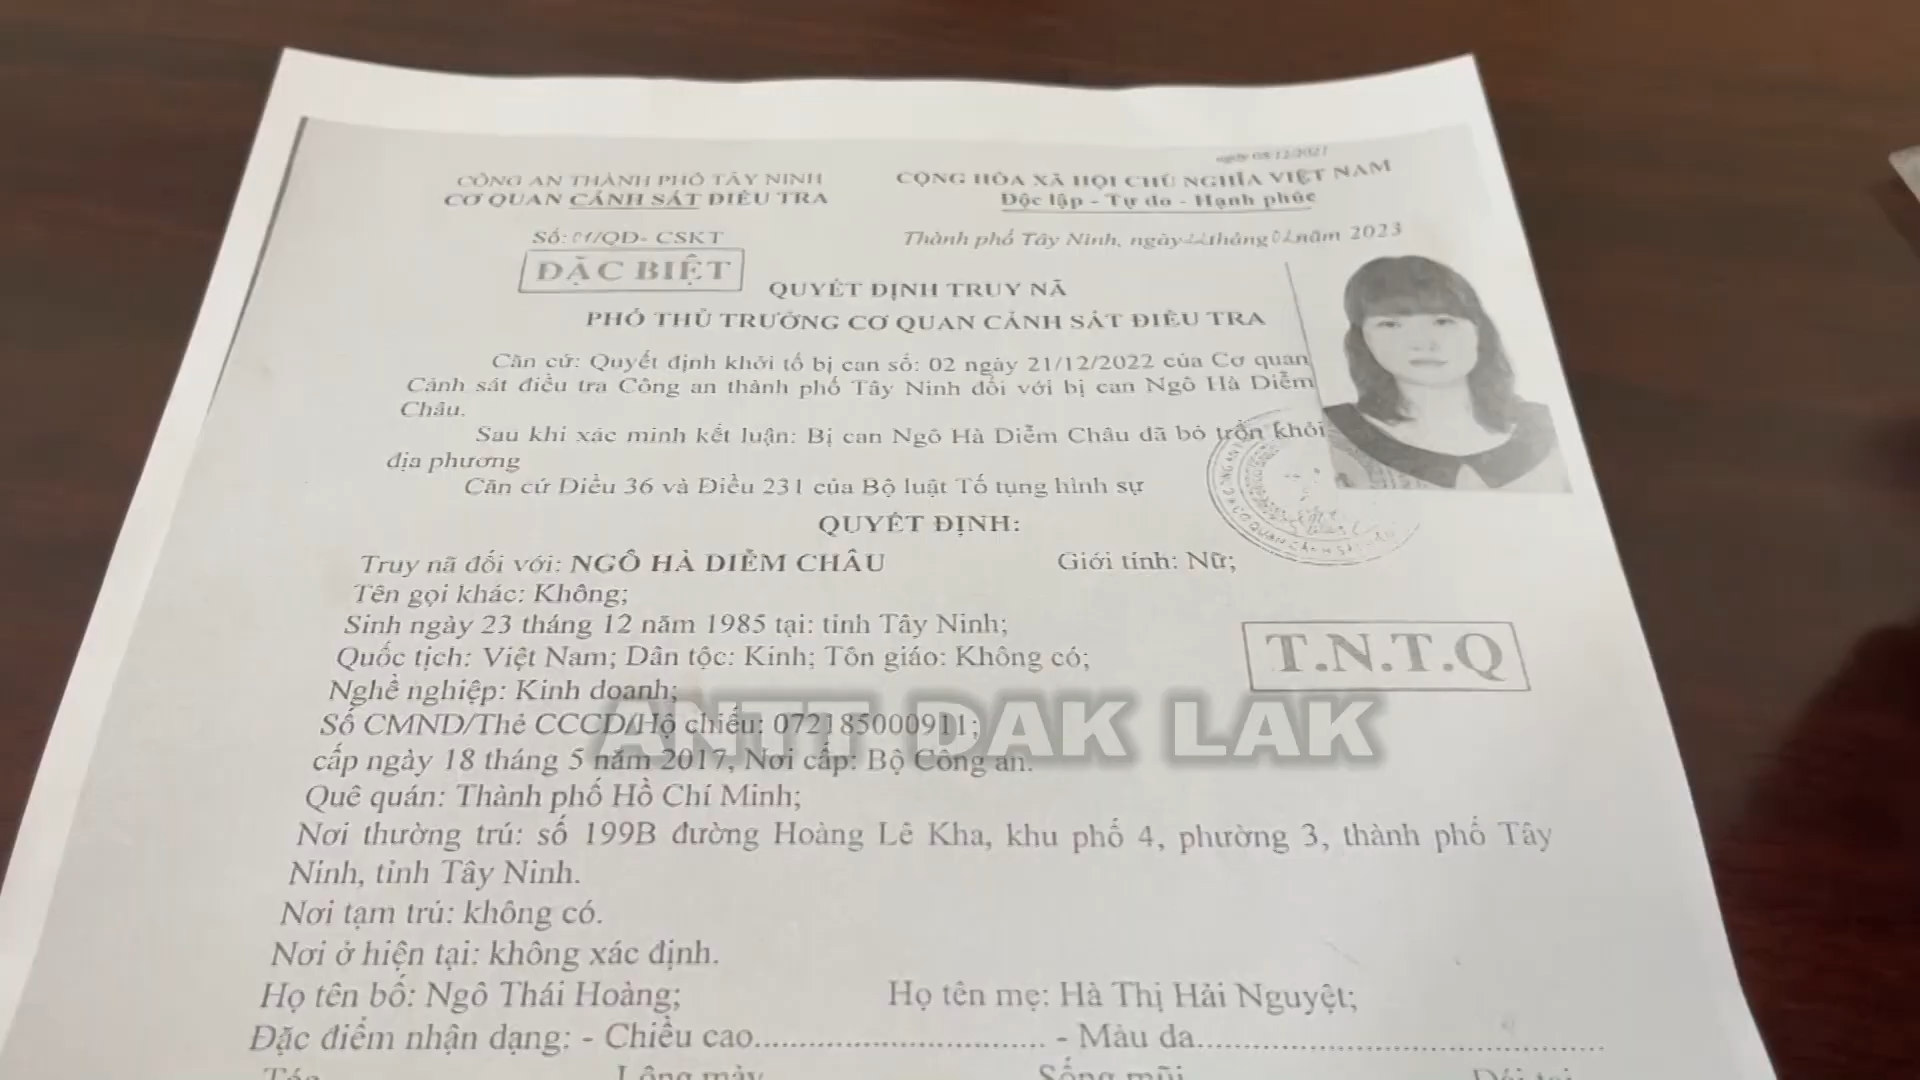 ngày 08/12/2021
CÔNG AN THÀNH PHỐ TÂY NINH
CỘNG HÒA XÃ HỘI CHỦ NGHĨA VIỆT NAM
CƠ QUAN CẢNH SÁT ĐIỀU TRA
Độc lập - Tự do - Hạnh phúc
Số: 01/QD- CSKT
Thành phố Tây Ninh, ngày tháng năm 2023
ĐẶC BIỆT
QUYẾT ĐỊNH TRUY NÃ
PHÓ THỦ TRƯỞNG CƠ QUAN CẢNH SÁT ĐIỀU TRA
Căn cứ: Quyết định khởi tố bị can số: 02 ngày 21/12/2022 của Cơ quan
Cảnh sát điều tra Công an thành phố Tây Ninh đối với bị can Ngô Hà Diễm
Châu.
Sau khi xác minh kết luận: Bị can Ngô Hà Diễm Châu đã bỏ trốn khỏi
địa phương
Căn cứ Điều 36 và Điều 231 của Bộ luật Tố tụng hình sự
QUYẾT ĐỊNH:
Truy nã đối với: NGÔ HÀ DIỄM CHÂU Giới tính: Nữ;
Tên gọi khác: Không;
Sinh ngày 23 tháng 12 năm 1985 tại: tỉnh Tây Ninh;
T.N.T.Q
Quốc tịch: Việt Nam; Dân tộc: Kinh; Tôn giáo: Không có;
Nghề nghiệp: Kinh doanh;
ANTT DAK LAK
Số CMND/Thẻ CCCD/Hộ chiếu: 072185000911;
cấp ngày 18 tháng 5 năm 2017, Nơi cấp: Bộ Công an.
Quê quán: Thành phố Hồ Chí Minh;
Nơi thường trú: số 199B đường Hoàng Lê Kha, khu phố 4, phường 3, thành phố Tây
Ninh, tỉnh Tây Ninh.
Nơi tạm trú: không có.
Nơi ở hiện tại: không xác định.
Họ tên bố: Ngô Thái Hoàng; Họ tên mẹ: Hà Thị Hải Nguyệt;
Đặc điểm nhận dạng: - Chiều cao............................... - Màu da.............................................
Tóc Lông mày Sống mũi Dái tai